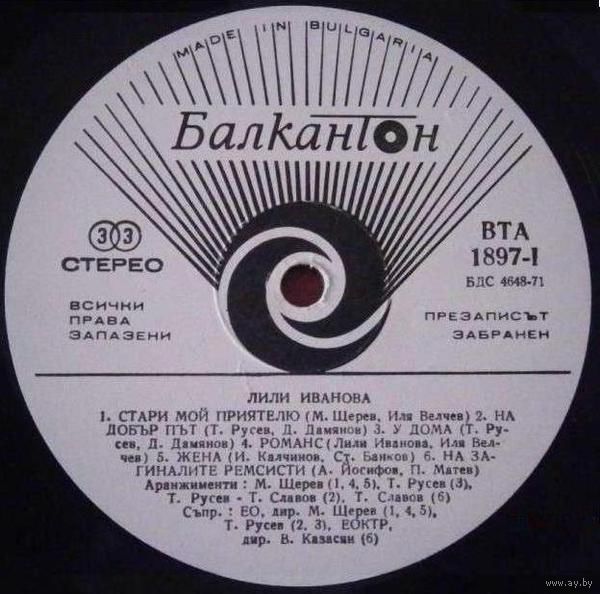 MADE IN BULGARIA
Балкантон
33
СТЕРЕО
ВСИЧКИ
ПРАВА
ЗАПАЗЕНИ
ВТА
1897-I
БДС 4648-71
ПРЕЗАПИСЪТ
ЗАБРАНЕН
ЛИЛИ ИВАНОВА
1. СТАРИ МОЙ ПРИЯТЕЛЮ (М. Щерев, Иля Велчев) 2. НА
ДОБЪР ПЪТ (Т. Русев, Д. Дамянов) 3. У ДОМА (Т. Ру-
сев, Д. Дамянов) 4. РОМАНС (Лили Иванова, Иля Вел-
чев) 5. ЖЕНА (И. Калчинов, Ст. Банков) 6. НА ЗА-
ГИНАЛИТЕ РЕМСИСТИ (А. Йосифов, П. Матев)
Аранжименти : М. Щерев (1, 4, 5), Т. Русев (3),
Т. Русев - Т. Славов (2), Т. Славов (6)
Съпр. : ЕО, дир. М. Щерев (1, 4, 5),
Т. Русев (2, 3), ЕОКТР,
дир. В. Казасян (6)
www.ay.by